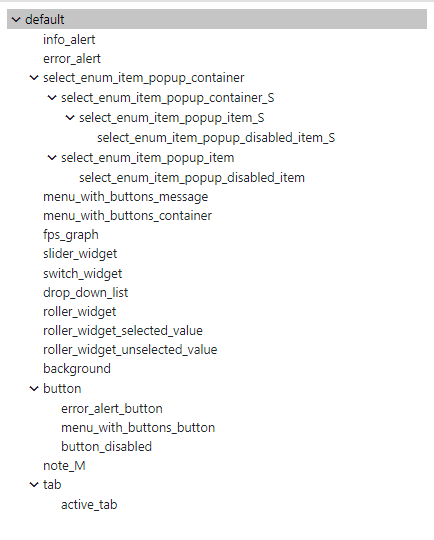 default
info_alert
error_alert
select_enum_item_popup_container
select_enum_item_popup_container_S
select_enum_item_popup_item_S
select_enum_item_popup_disabled_item_S
select_enum_item_popup_item
select_enum_item_popup_disabled_item
menu_with_buttons_message
menu_with_buttons_container
fps_graph
slider_widget
switch_widget
drop_down_list
roller_widget
roller_widget_selected_value
roller_widget_unselected_value
background
button
error_alert_button
menu_with_buttons_button
button_disabled
note_M
tab
active_tab